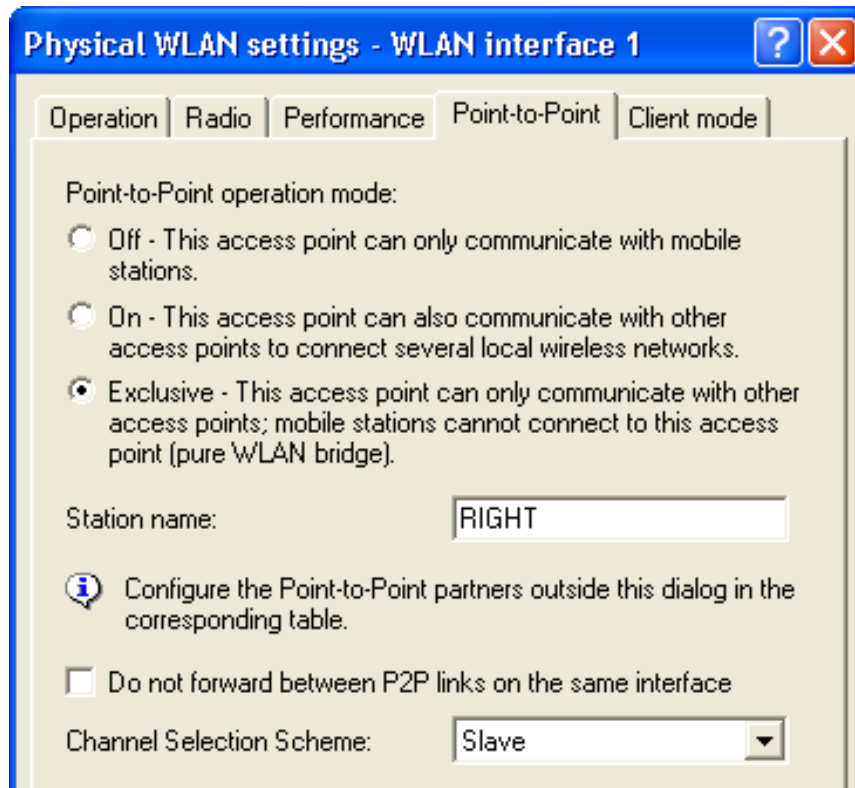 Physical WLAN settings - WLAN interface 1
Operation Radio Performance Point-to-Point Client mode
Point-to-Point operation mode:
Off - This access point can only communicate with mobile
stations.
On - This access point can also communicate with other
access points to connect several local wireless networks.
Exclusive - This access point can only communicate with other
access points; mobile stations cannot connect to this access
point (pure WLAN bridge).
Station name: RIGHT
Configure the Point-to-Point partners outside this dialog in the
corresponding table.
Do not forward between P2P links on the same interface
Channel Selection Scheme: Slave